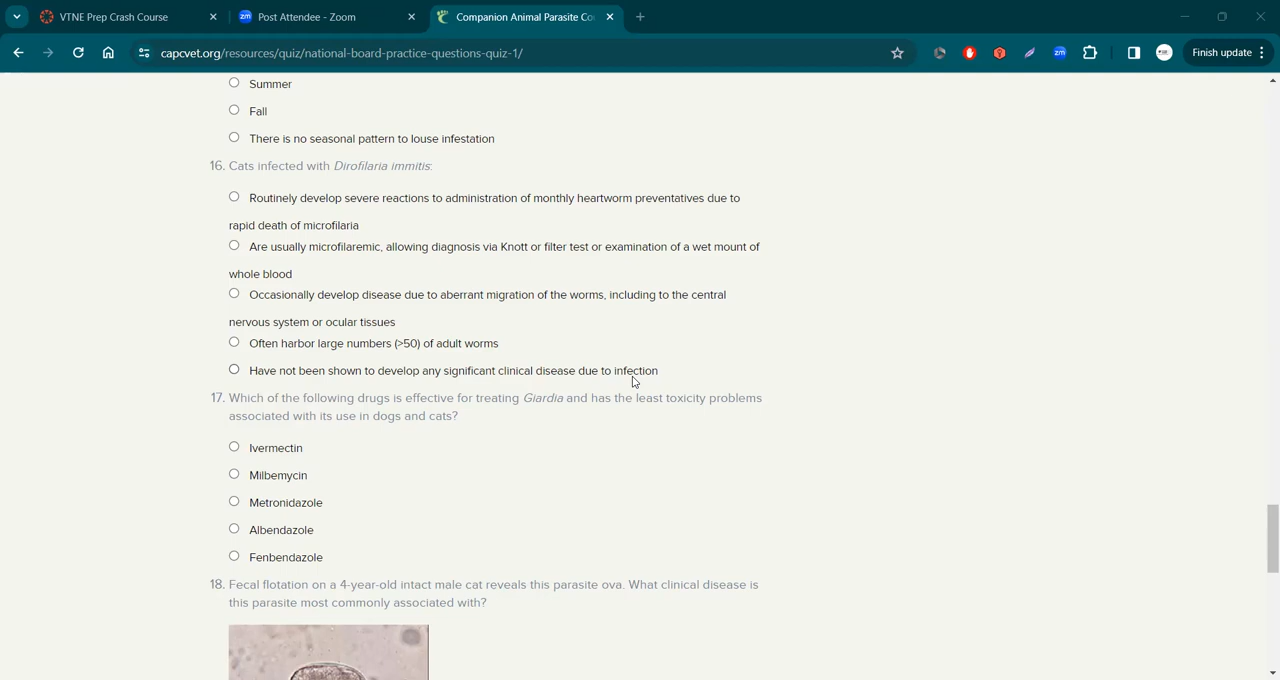 VTNE Prep Crash Course
Post Attendee - Zoom
Companion Animal Parasite Co
capcvet.org/resources/quiz/national-board-practice-questions-quiz-1/
Finish update
Summer
Fall
There is no seasonal pattern to louse infestation
16. Cats infected with Dirofilaria immitis:
Routinely develop severe reactions to administration of monthly heartworm preventatives due to
rapid death of microfilaria
Are usually microfilaremic, allowing diagnosis via Knott or filter test or examination of a wet mount of
whole blood
Occasionally develop disease due to aberrant migration of the worms, including to the central
nervous system or ocular tissues
Often harbor large numbers (>50) of adult worms
Have not been shown to develop any significant clinical disease due to infection
17. Which of the following drugs is effective for treating Giardia and has the least toxicity problems
associated with its use in dogs and cats?
Ivermectin
Milbemycin
Metronidazole
Albendazole
Fenbendazole
18. Fecal flotation on a 4-year-old intact male cat reveals this parasite ova. What clinical disease is
this parasite most commonly associated with?